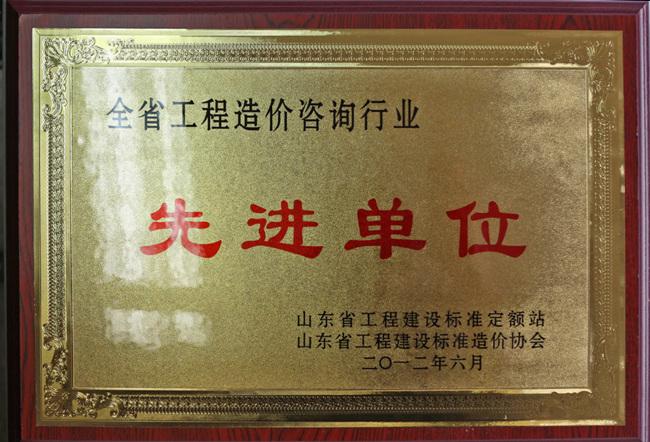 全省工程造价咨询行业
先进单位
山东省工程建设标准定额站
山东省工程建设标准造价协会
二〇一二年六月